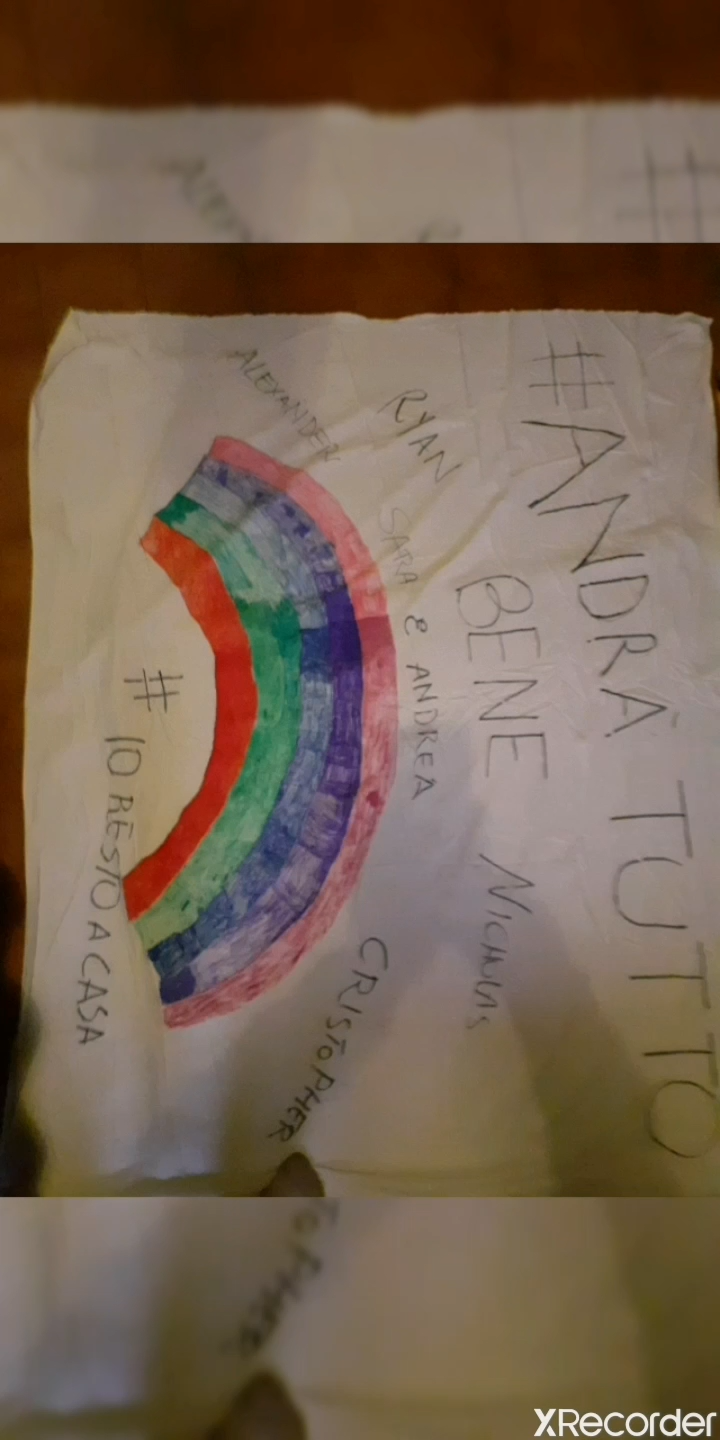 #ANDRÀ TUTTO
BENE
NICHOLAS
RYAN
SARA & ANDREA
ALEXANDER
CRISTOPHER
# IO RESTO A CASA
XRecorder